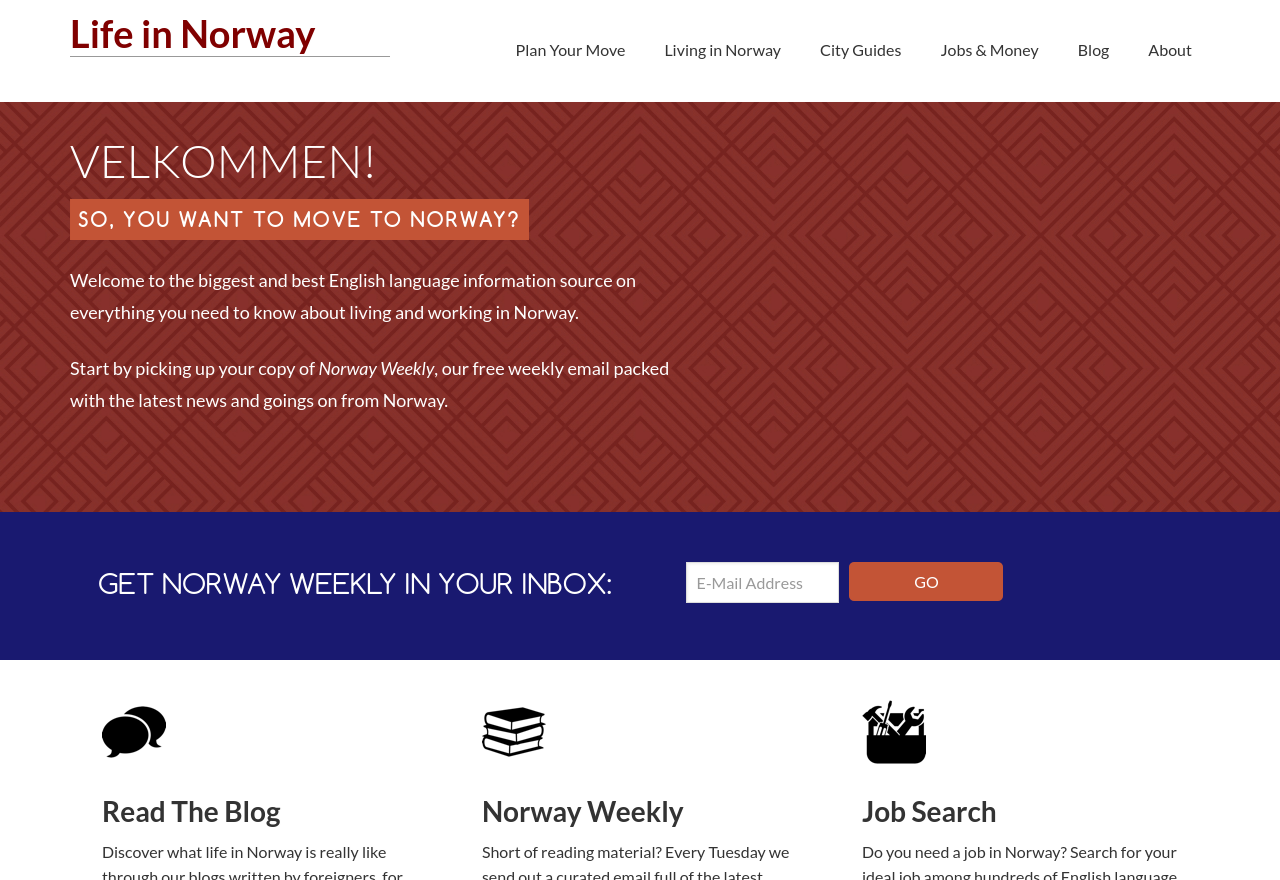 Life in Norway
Plan Your Move
Living in Norway
City Guides
Jobs & Money
Blog
About
VELKOMMEN!
SO, YOU WANT TO MOVE TO NORWAY?
Welcome to the biggest and best English language information source on
everything you need to know about living and working in Norway.
Start by picking up your copy of Norway Weekly, our free weekly email packed
with the latest news and goings on from Norway.
GET NORWAY WEEKLY IN YOUR INBOX:
E-Mail Address
GO
Read The Blog
Discover what life in Norway is really like
through our blogs written by foreigners, for
Norway Weekly
Short of reading material? Every Tuesday we
send out a curated email full of the latest
Job Search
Do you need a job in Norway? Search for your
ideal job among hundreds of English language